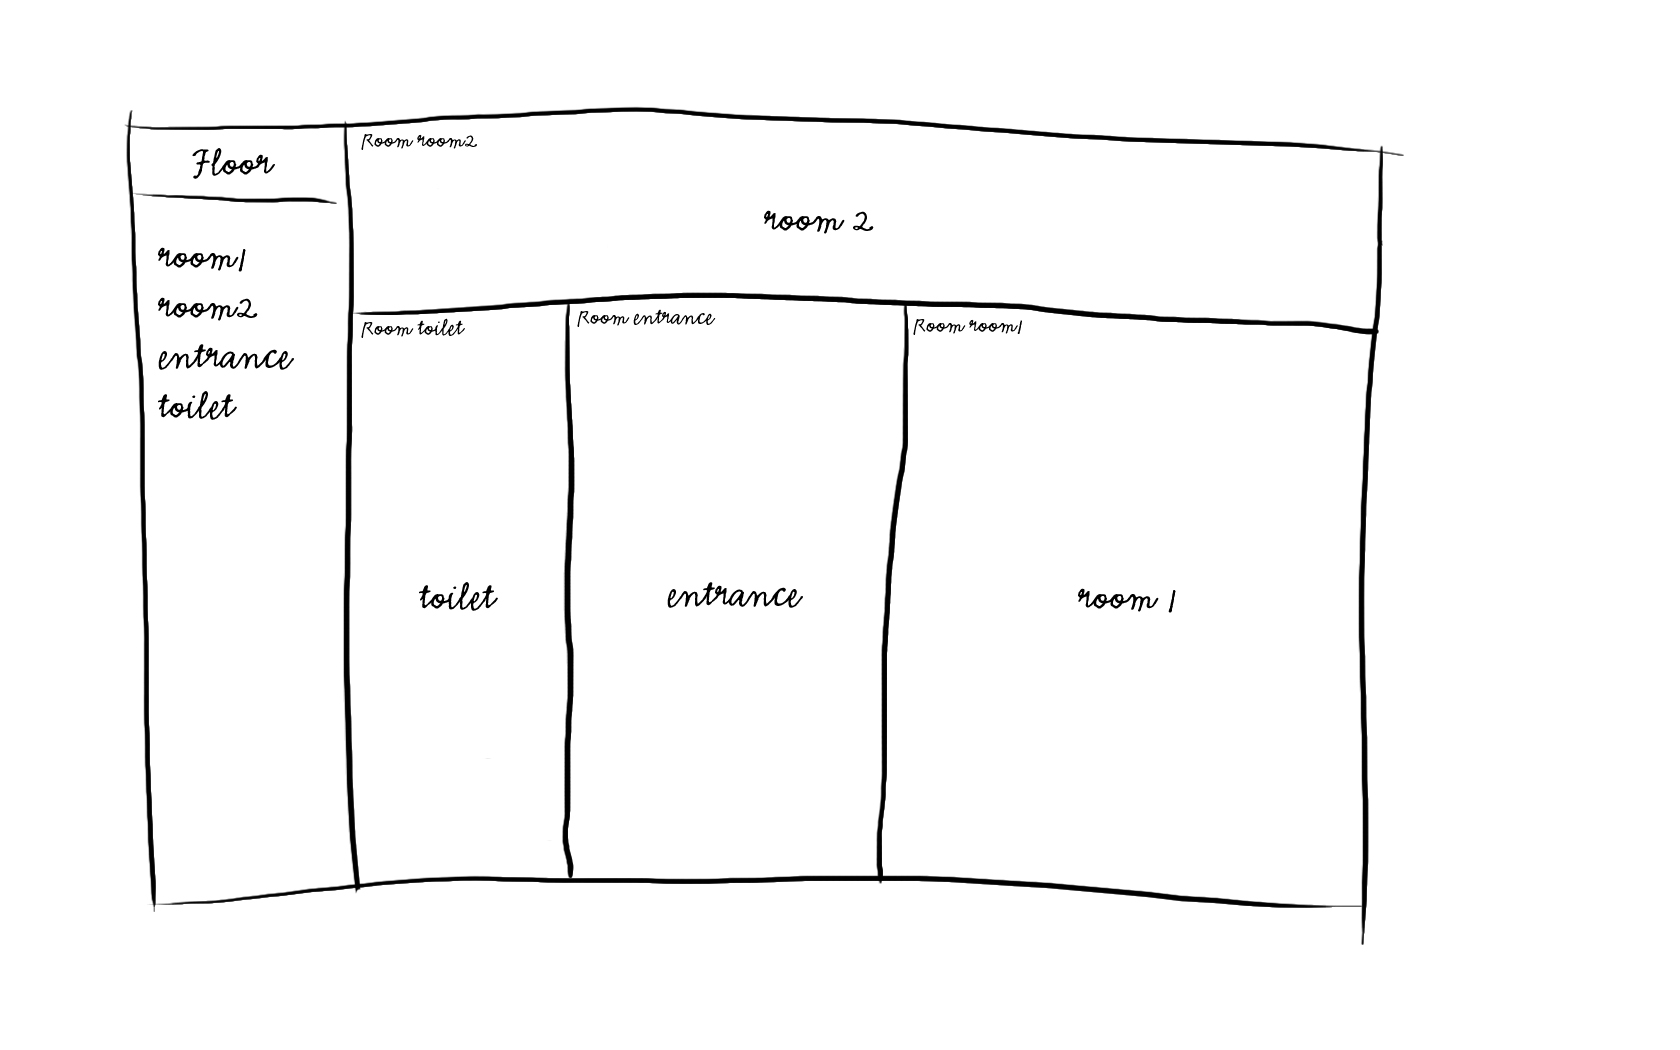 Floor
room1
room2
entrance
toilet
Room room2
room 2
Room toilet
toilet
Room entrance
entrance
Room room1
room 1